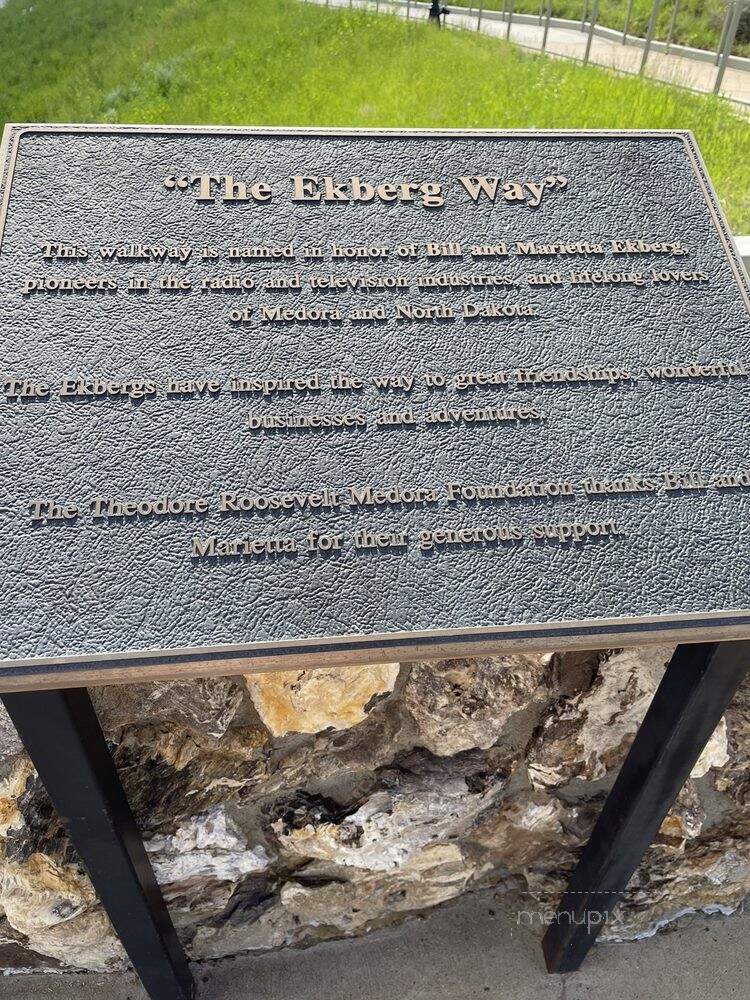 “The Ekberg Way”
This walkway is named in honor of Bill and Marietta Ekberg,
pioneers in the radio and television industries, and lifelong lovers
of Medora and North Dakota.
The Ekbergs have inspired the way to great friendships, wonderful
businesses and adventures.
The Theodore Roosevelt Medora Foundation thanks Bill and
Marietta for their generous support.
menupix